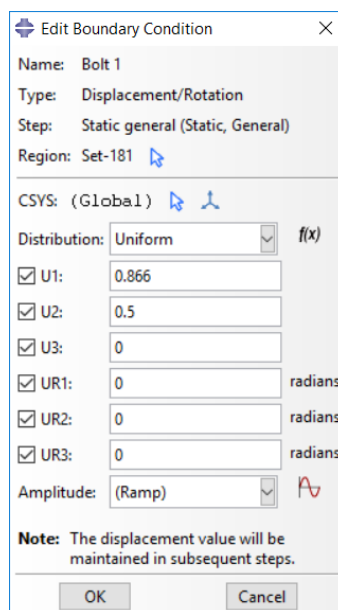 Edit Boundary Condition
Name: Bolt 1
Type: Displacement/Rotation
Step: Static general (Static, General)
Region: Set-181
CSYS: (Global)
Distribution: Uniform f(x)
U1: 0.866
U2: 0.5
U3: 0
UR1: 0 radians
UR2: 0 radians
UR3: 0 radians
Amplitude: (Ramp)
Note: The displacement value will be
maintained in subsequent steps.
OK Cancel